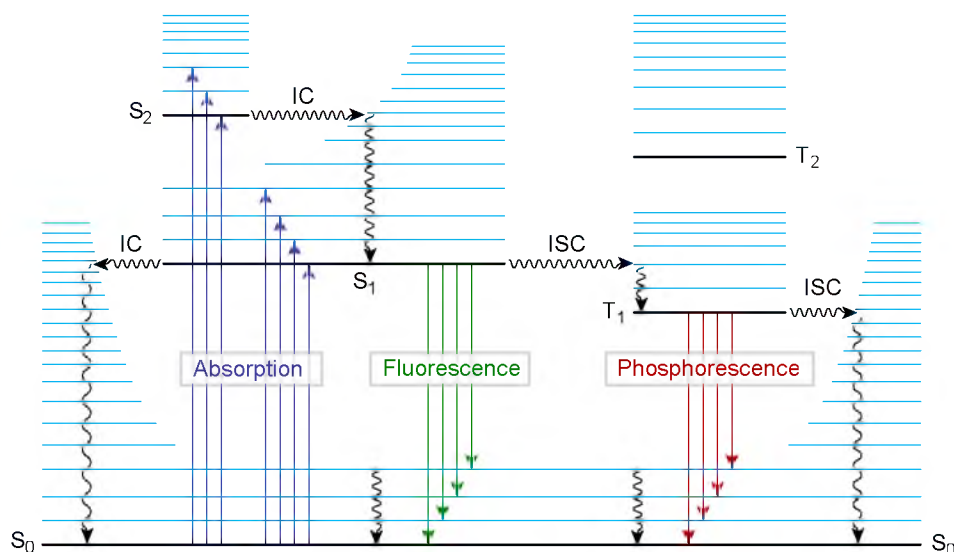 IC
S2
T2
IC
ISC
S1
ISC
T1
Absorption
Fluorescence
Phosphorescence
S0
S0